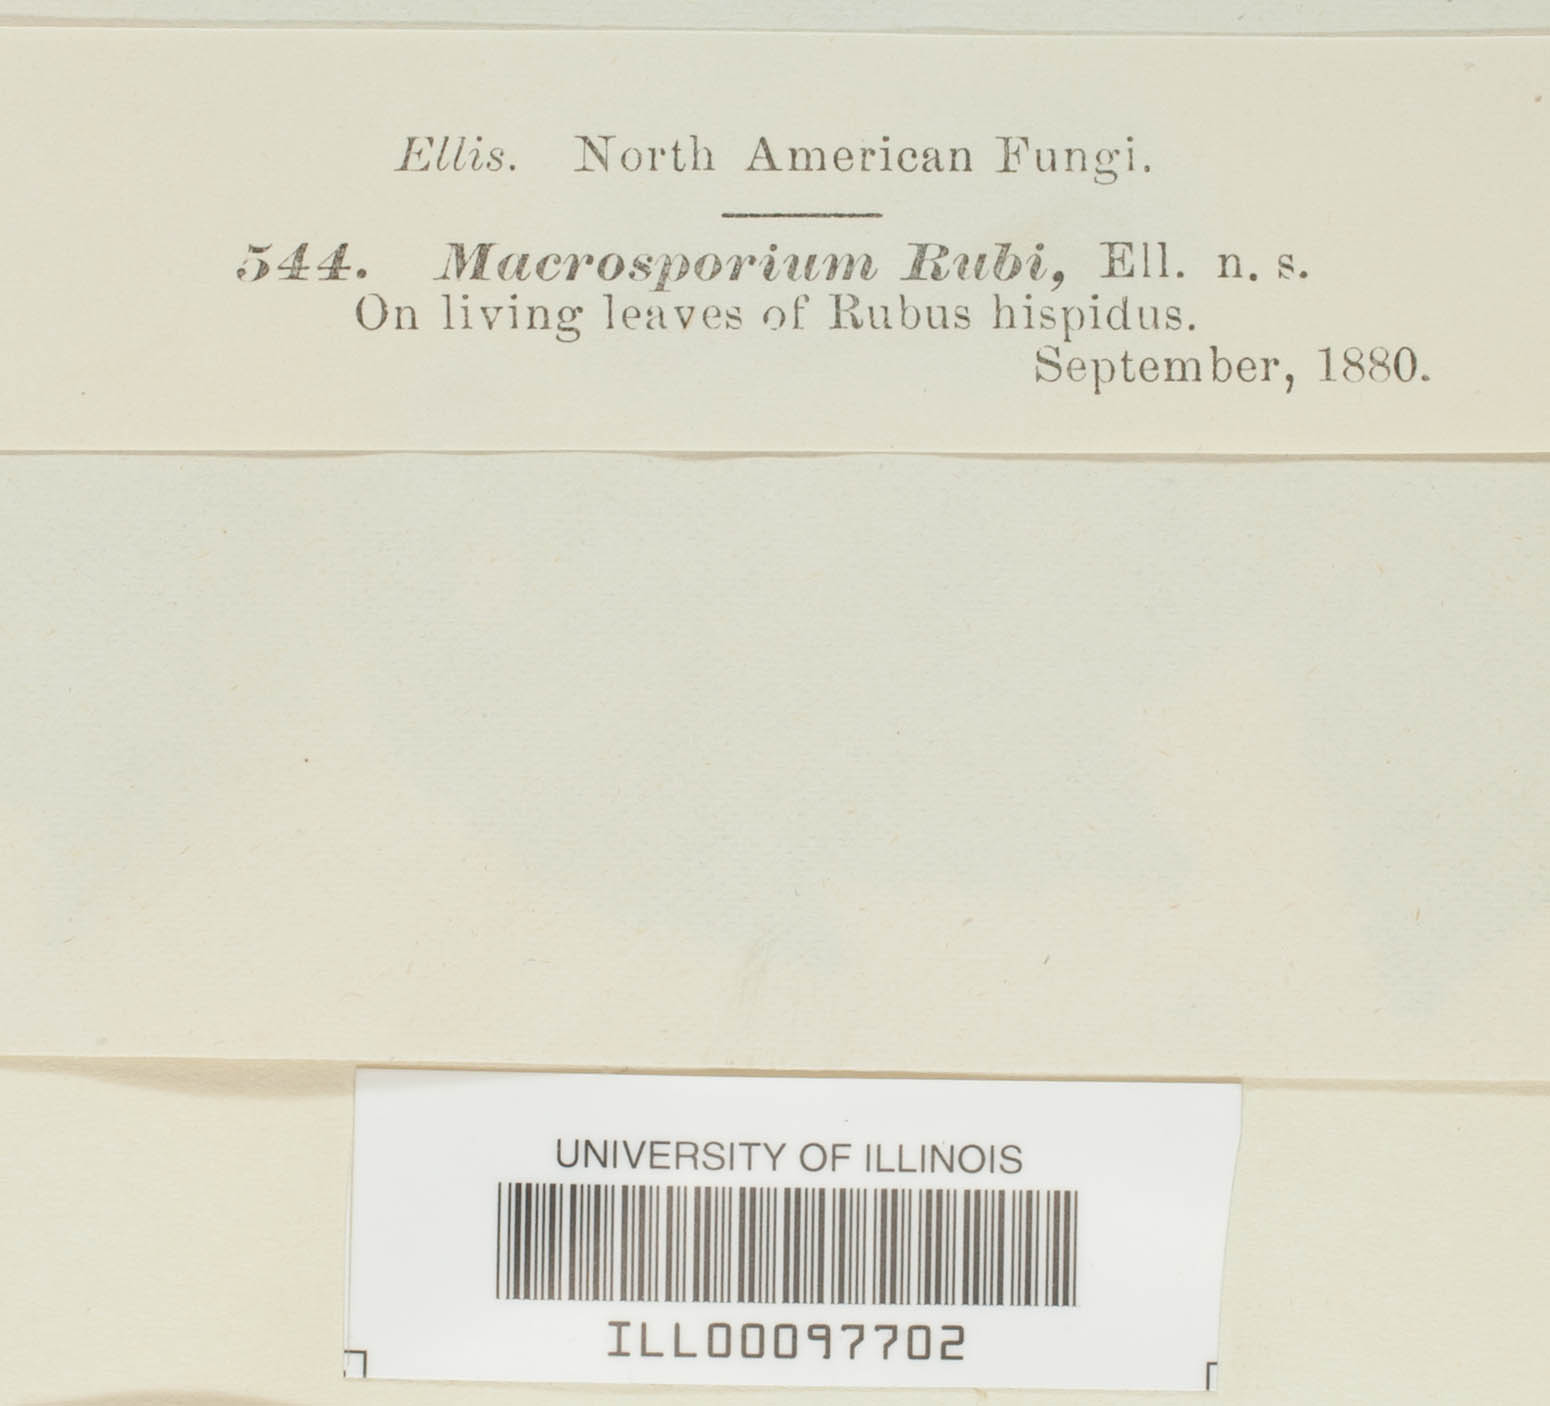 Ellis. North American Fungi.
544. Macrosporium Rubi, Ell. n. s.
On living leaves of Rubus hispidus.
September, 1880.
UNIVERSITY OF ILLINOIS
ILL00097702